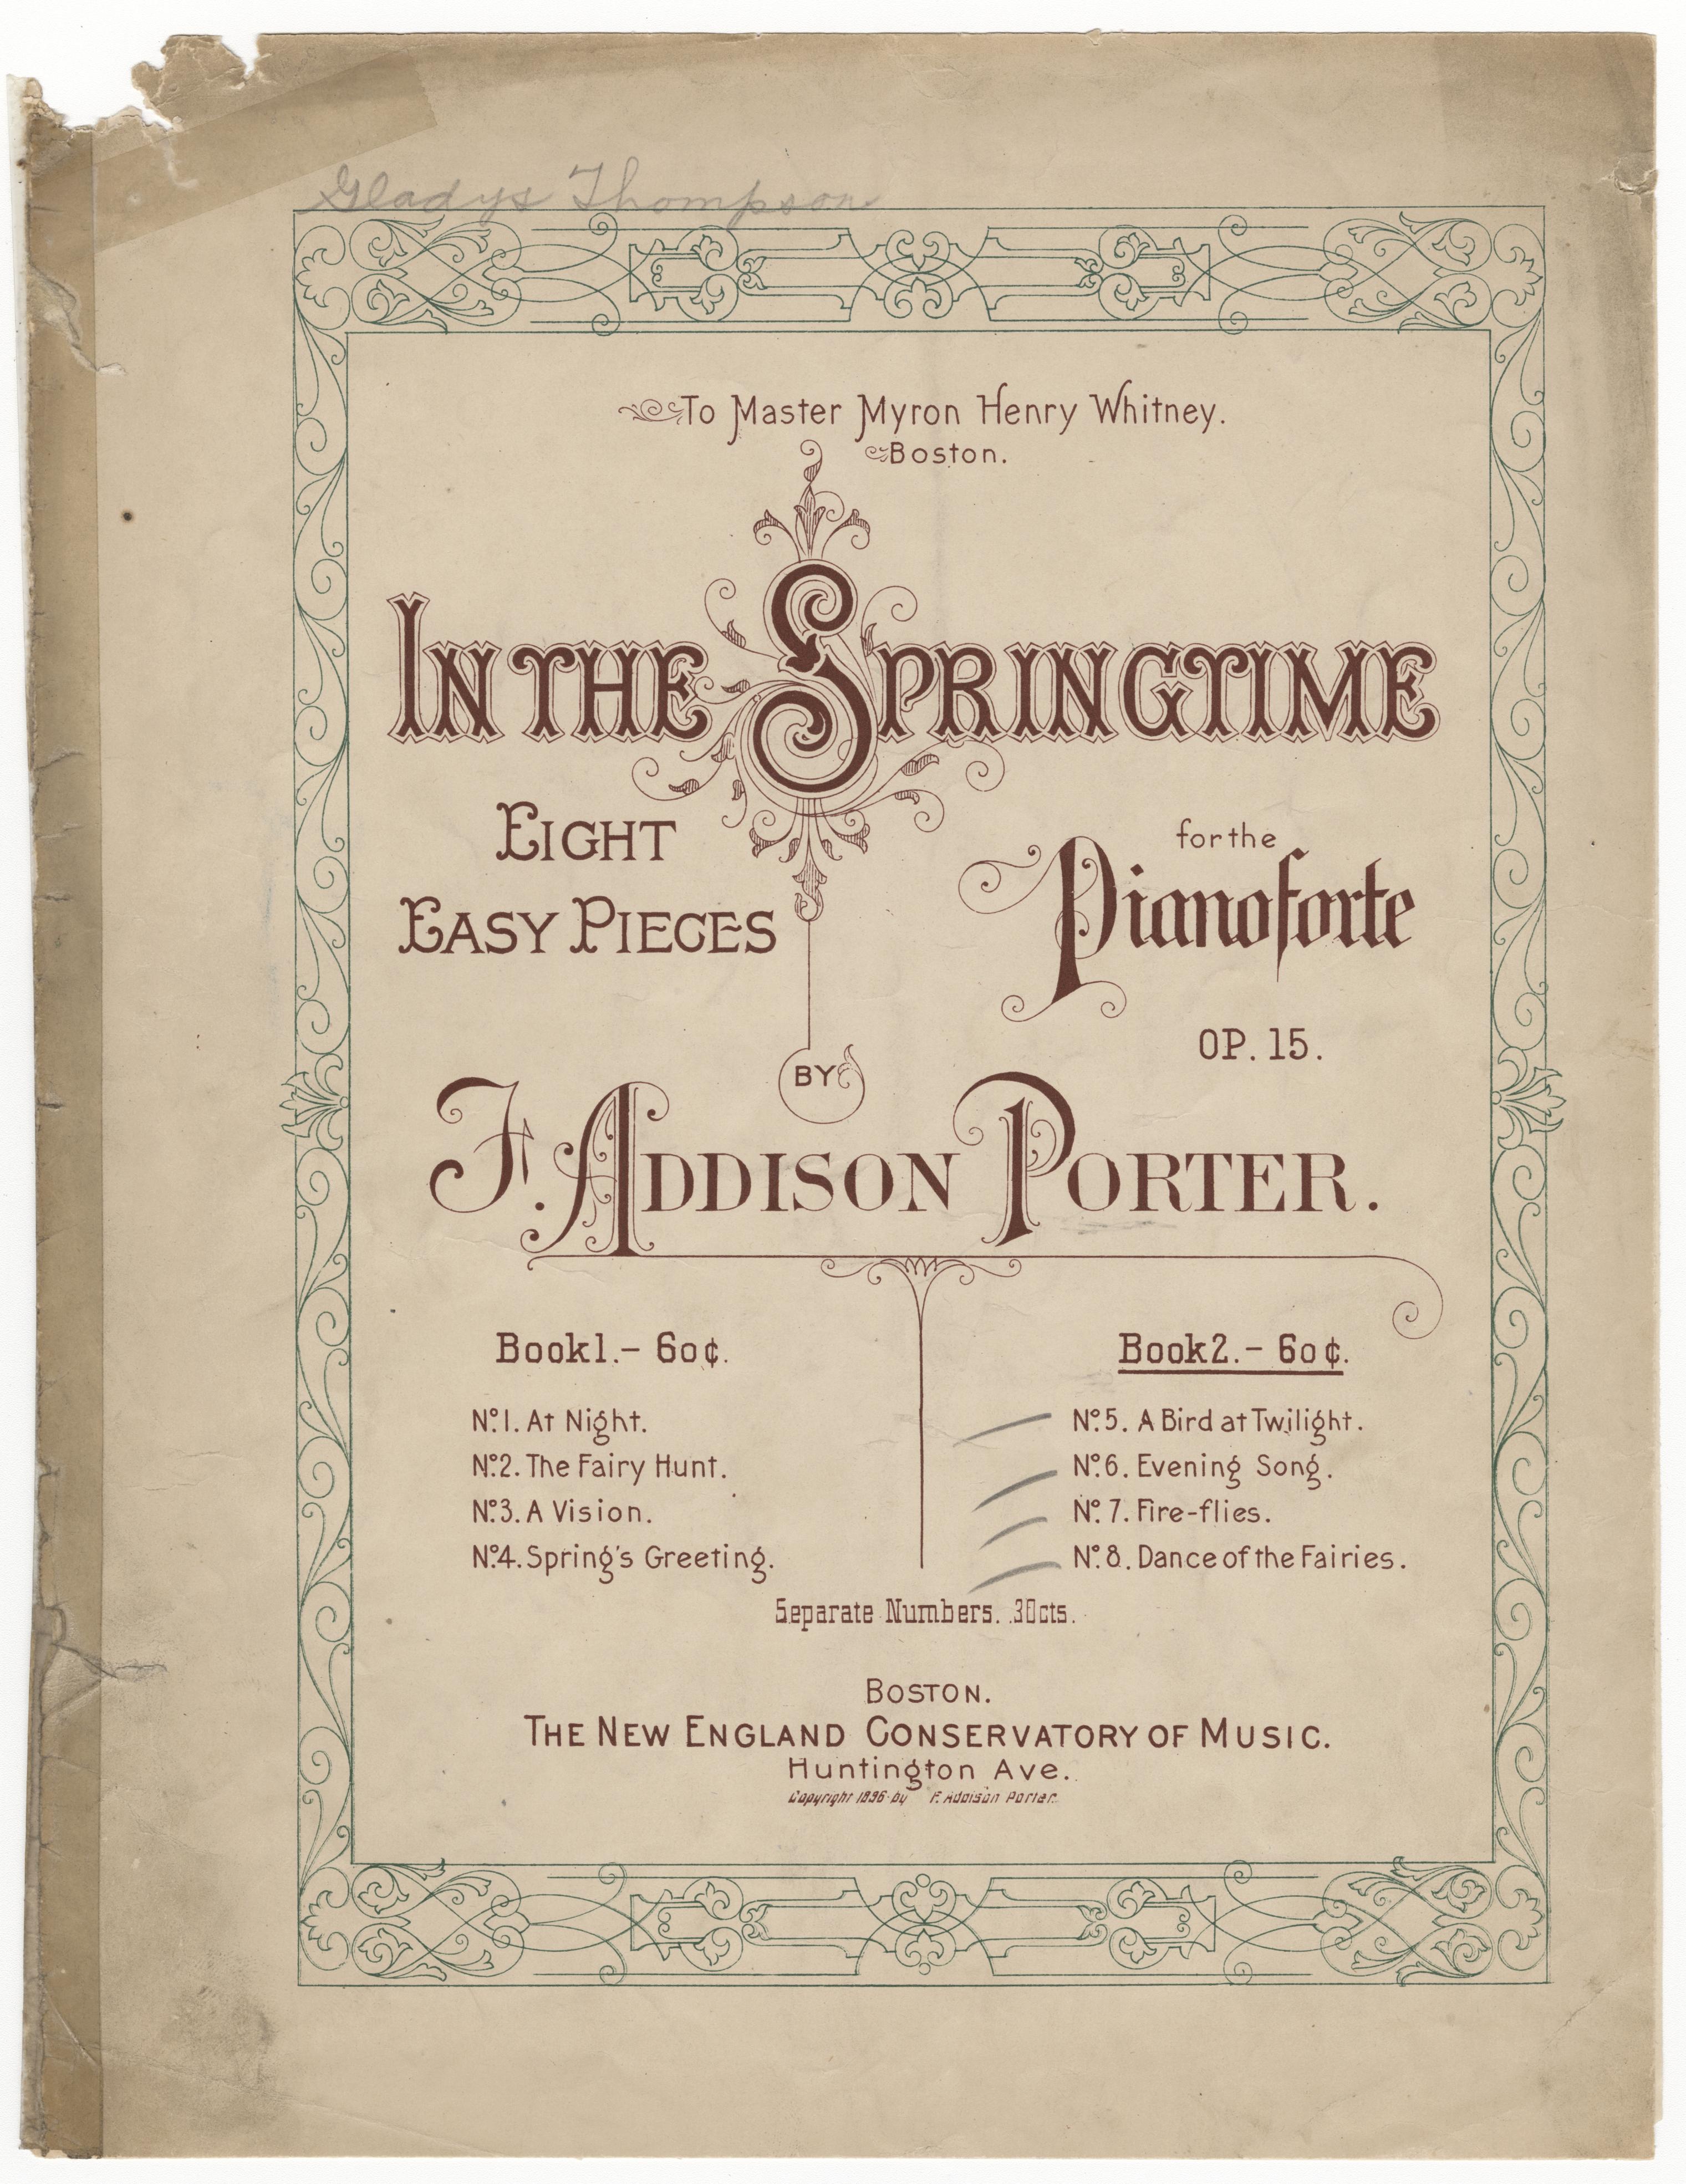 Gladys Thompson
To Master Myron Henry Whitney.
Boston.
IN THE SPRINGTIME
EIGHT
EASY PIECES
for the
Pianoforte
OP. 15.
BY
F. ADDISON PORTER.
Book 1. – 60¢.
Nº. 1. At Night.
Nº. 2. The Fairy Hunt.
Nº. 3. A Vision.
Nº. 4. Spring's Greeting.
Book 2. – 60¢.
Nº. 5. A Bird at Twilight.
Nº. 6. Evening Song.
Nº. 7. Fire-flies.
Nº. 8. Dance of the Fairies.
Separate Numbers. 30cts.
BOSTON.
THE NEW ENGLAND CONSERVATORY OF MUSIC.
Huntington Ave.
Copyright 1896 by F. Addison Porter.